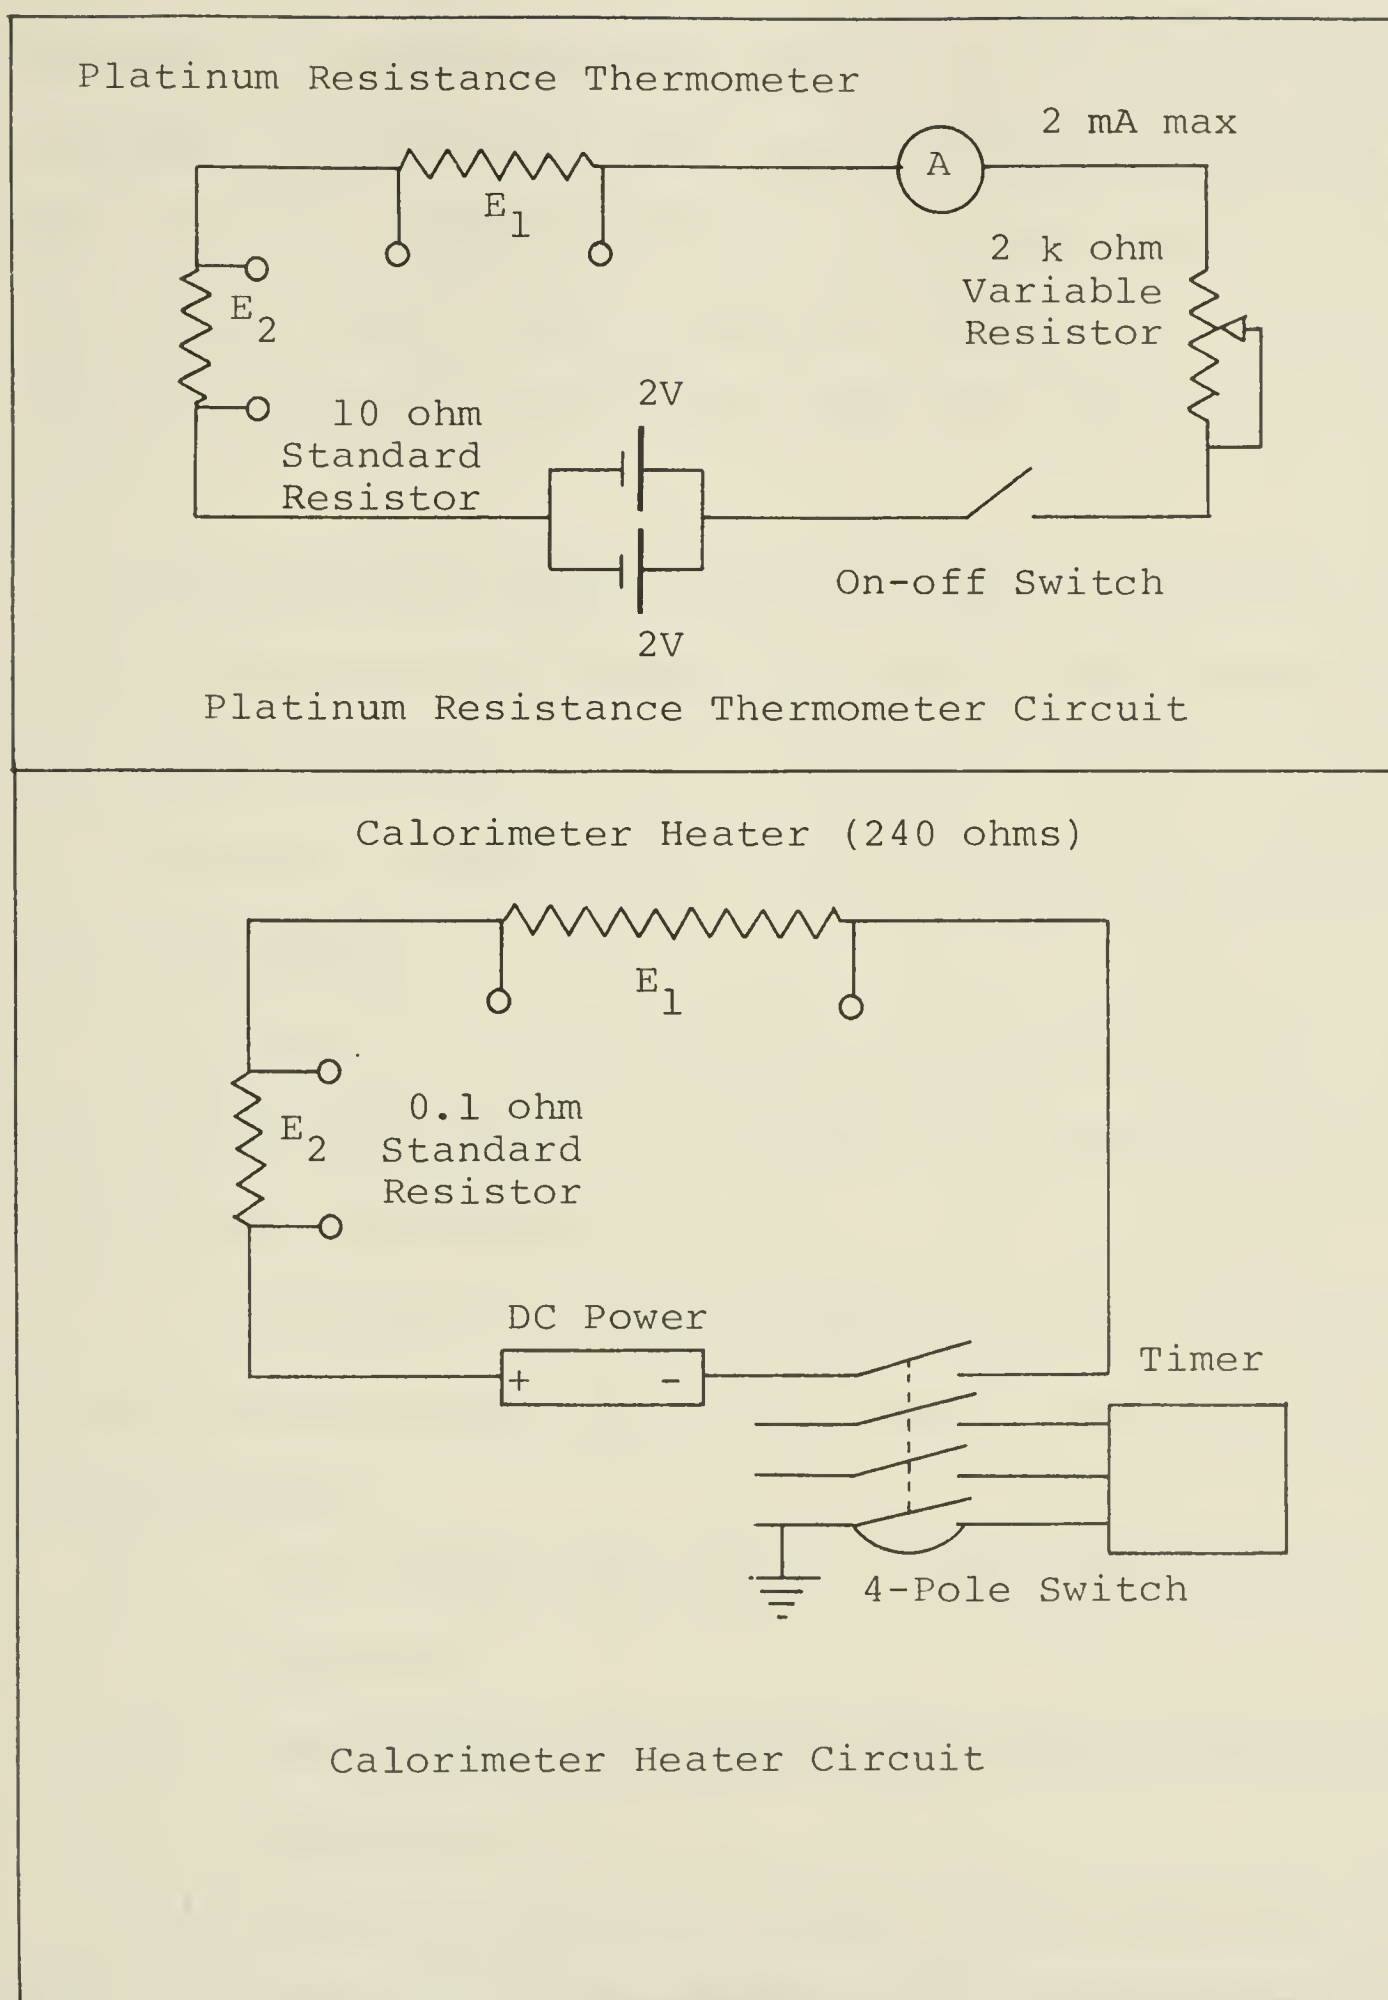 Platinum Resistance Thermometer
2 mA max
A
E1
2 k ohm
Variable
Resistor
E2
10 ohm
Standard
Resistor
2V
2V
On-off Switch
Platinum Resistance Thermometer Circuit
Calorimeter Heater (240 ohms)
E1
E2
0.1 ohm
Standard
Resistor
DC Power
+ -
Timer
4-Pole Switch
Calorimeter Heater Circuit